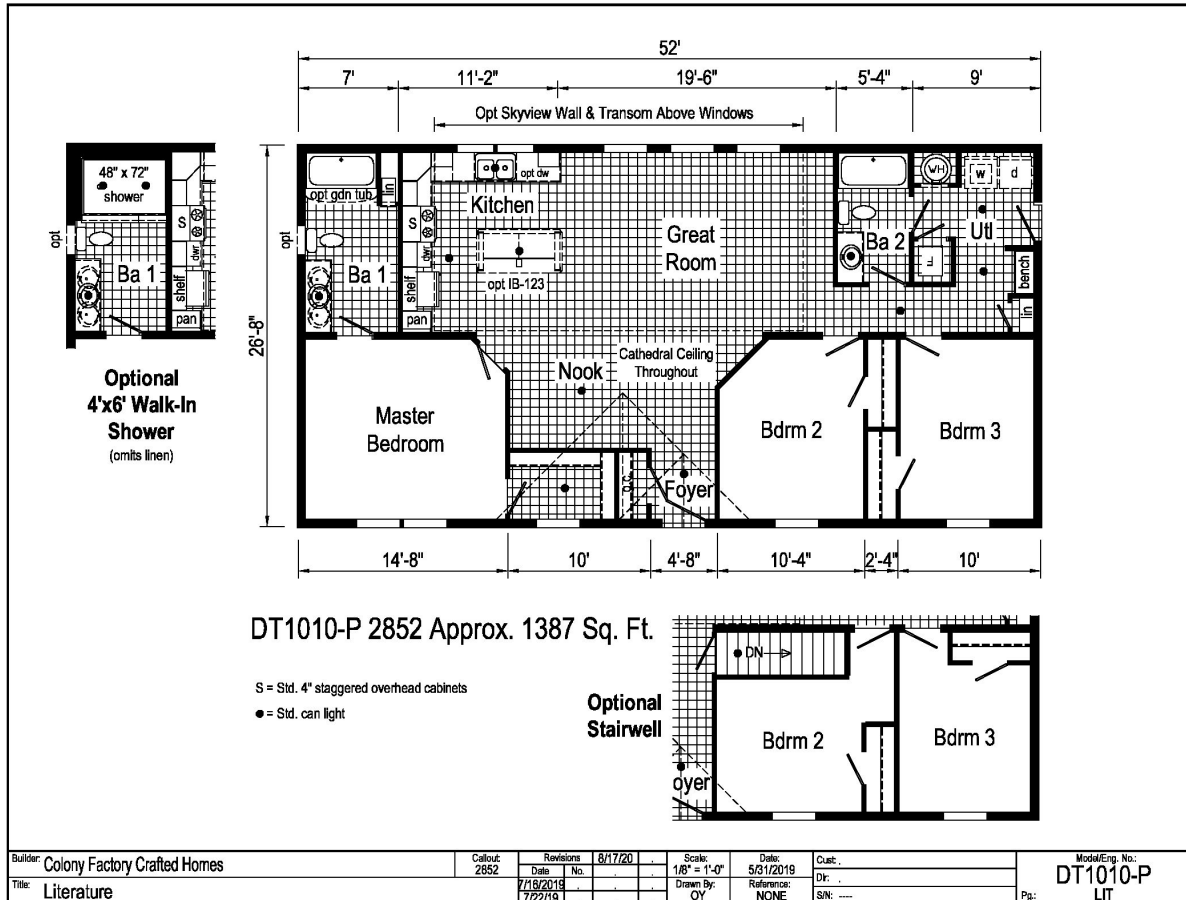 52'
7'
11'-2"
19'-6"
5'-4"
9'
Opt Skyview Wall & Transom Above Windows
48" x 72"
shower
S
dwr
shelf
pan
opt
Ba 1
Optional
4'x6' Walk-In
Shower
(omits linen)
26'-8"
opt
opt gdn tub
lin
Ba 1
Kitchen
opt dw
S
dwr
shelf
pan
opt IB-123
Great
Room
Ba 2
WH
w
d
Utl
F
bench
lin
Nook
Cathedral Ceiling
Throughout
Master
Bedroom
Bdrm 2
Bdrm 3
o.c.
Foyer
14'-8"
10'
4'-8"
10'-4"
2'-4"
10'
DT1010-P 2852 Approx. 1387 Sq. Ft.
S = Std. 4" staggered overhead cabinets
● = Std. can light
Optional
Stairwell
DN
Bdrm 2
Bdrm 3
oyer
Builder: Colony Factory Crafted Homes
Title: Literature
Callout:
2852
Revisions 8/17/20 .
Date No. . .
7/18/2019 . . .
7/22/19 . . .
Scale:
1/8" = 1'-0"
Drawn By:
OY
Date:
5/31/2019
Reference:
NONE
Cust: .
Dir: .
S/N: ----
Model/Eng. No.:
DT1010-P
Pg.: LIT